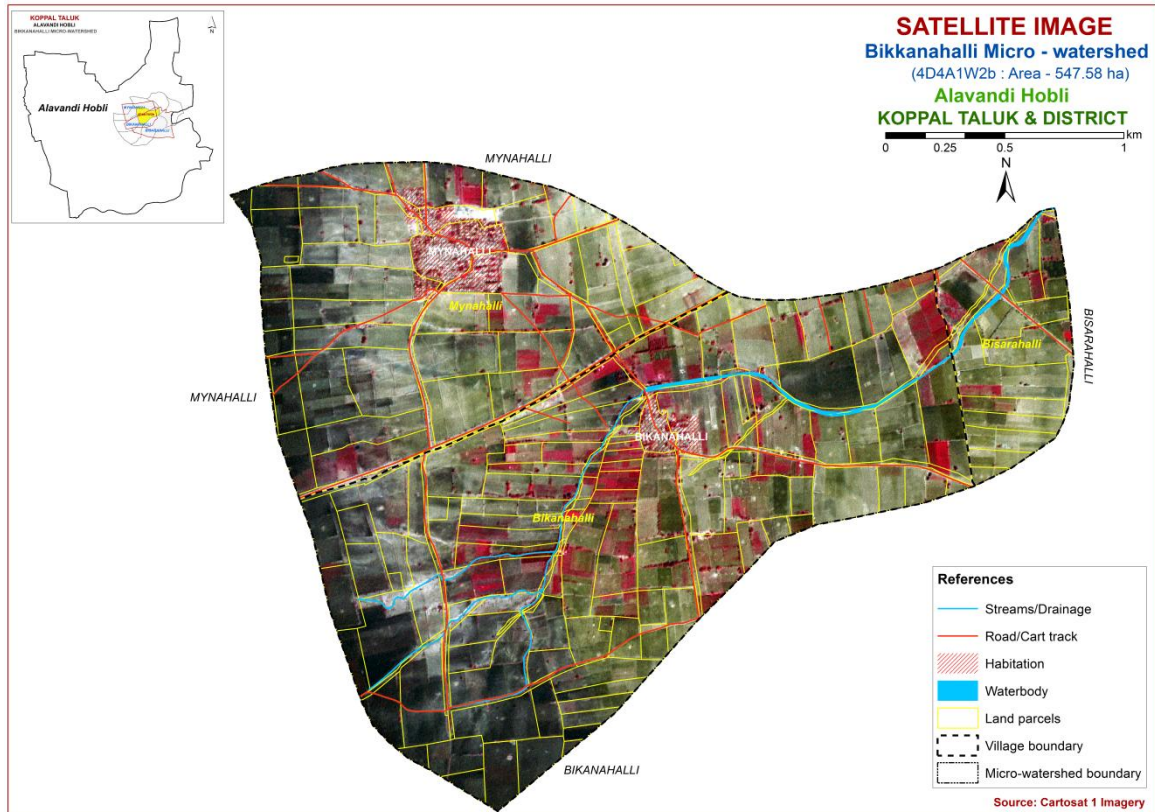 KOPPAL TALUK
ALAVANDI HOBLI
BIKKANAHALLI MICRO-WATERSHED
N
Alavandi Hobli
SATELLITE IMAGE
Bikkanahalli Micro - watershed
(4D4A1W2b : Area - 547.58 ha)
Alavandi Hobli
KOPPAL TALUK & DISTRICT
km
0 0.25 0.5 1
N
MYNAHALLI
MYNAHALLI
Mynahalli
BISARAHALLI
Bisarahalli
MYNAHALLI
BIKANAHALLI
Bikanahalli
BIKANAHALLI
References
Streams/Drainage
Road/Cart track
Habitation
Waterbody
Land parcels
Village boundary
Micro-watershed boundary
Source: Cartosat 1 Imagery